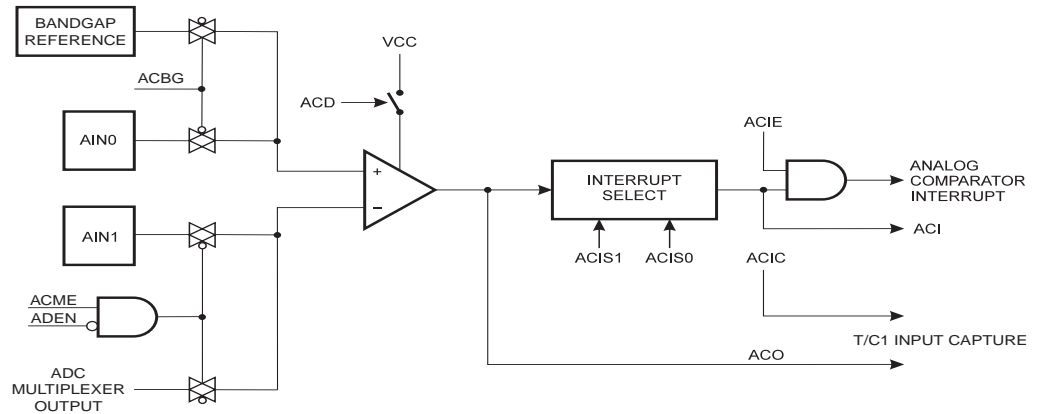 BANDGAP
REFERENCE
VCC
ACBG
ACD
AIN0
ACIE
+
INTERRUPT
SELECT
ANALOG
COMPARATOR
INTERRUPT
−
AIN1
ACI
ACIS1
ACIS0
ACIC
ACME
ADEN
T/C1 INPUT CAPTURE
ACO
ADC
MULTIPLEXER
OUTPUT